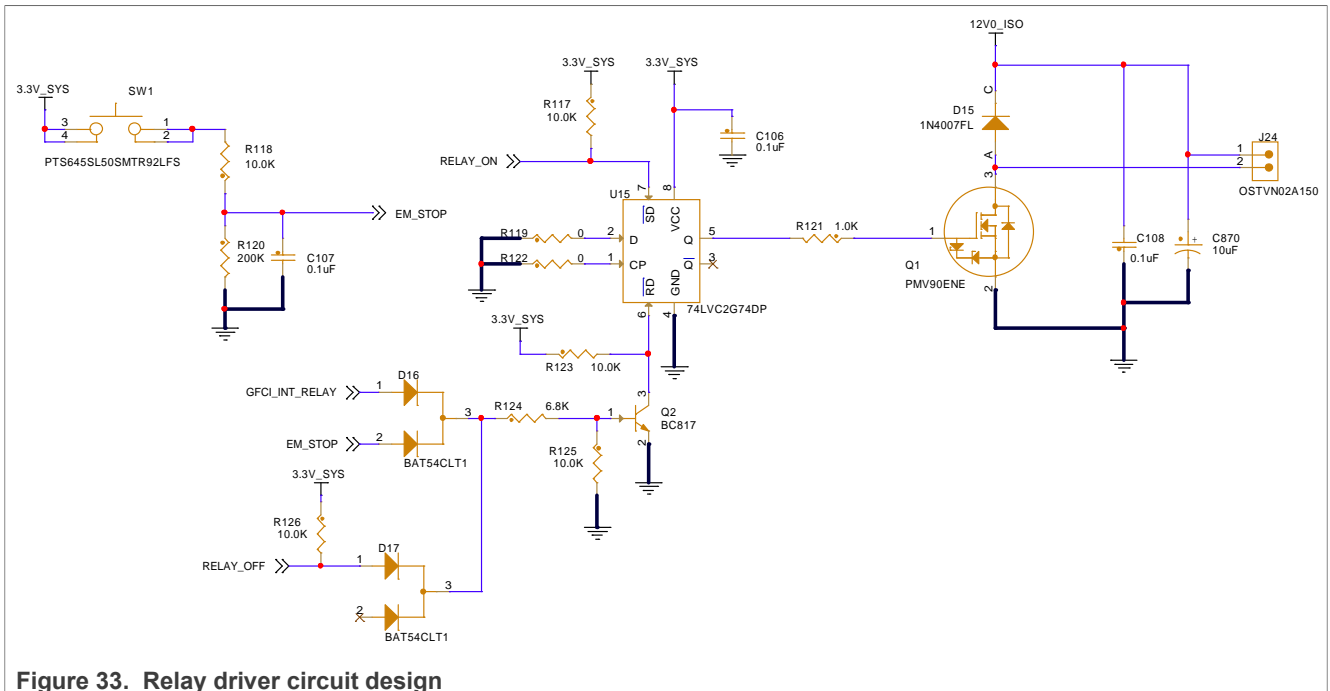 12V0_ISO
3.3V_SYS
SW1
3
4
1
2
PTS645SL50SMTR92LFS
R118
10.0K
EM_STOP
R120
200K
C107
0.1uF
3.3V_SYS
3.3V_SYS
R117
10.0K
C106
0.1uF
RELAY_ON
U15
7
8
SD
VCC
R119
0
2
D
Q
5
R122
0
1
CP
Q
3
RD
GND
6
4
74LVC2G74DP
R121
1.0K
1
3
2
Q1
PMV90ENE
C
D15
1N4007FL
A
J24
1
2
OSTVN02A150
C108
0.1uF
+
C870
10uF
3.3V_SYS
R123
10.0K
GFCI_INT_RELAY
1
D16
3
EM_STOP
2
BAT54CLT1
R124
6.8K
1
3
2
Q2
BC817
R125
10.0K
3.3V_SYS
R126
10.0K
RELAY_OFF
1
D17
3
2
BAT54CLT1
Figure 33. Relay driver circuit design